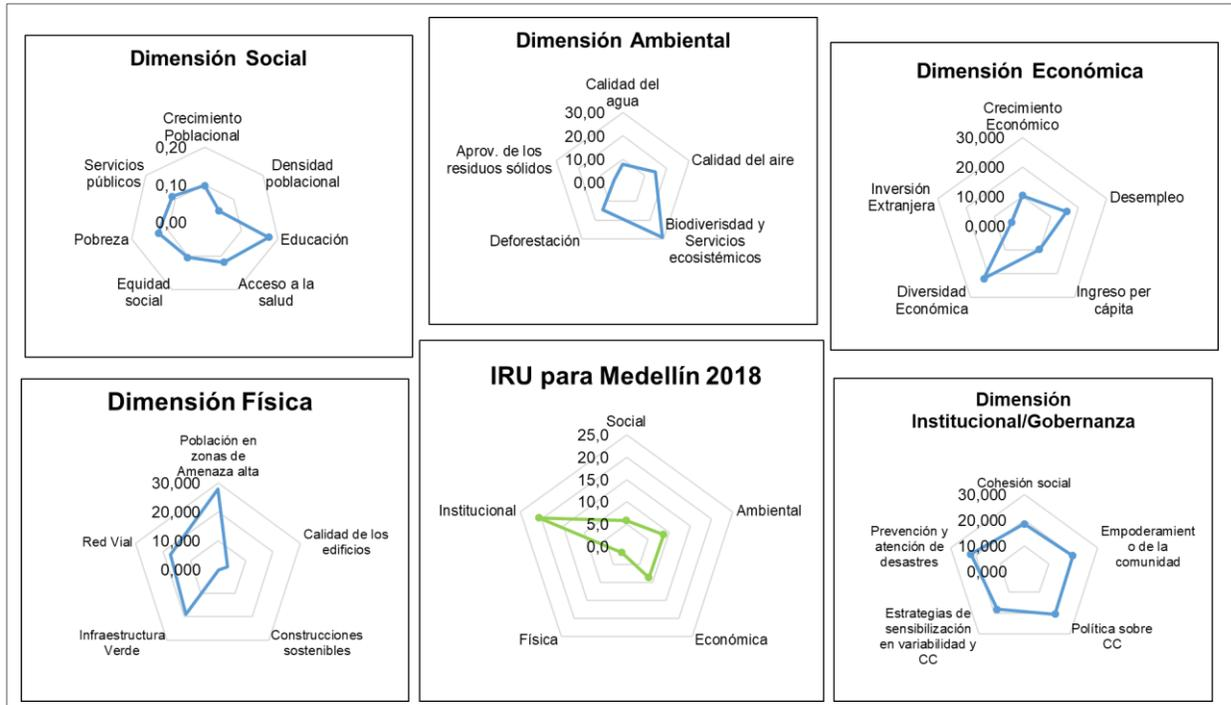 Dimensión Social
Crecimiento
Poblacional
0,20
0,10
0,00
Densidad
poblacional
Educación
Acceso a la
salud
Equidad
social
Pobreza
Servicios
públicos
Dimensión Ambiental
Calidad del
agua
30,00
20,00
10,00
0,00
Calidad del aire
Biodiverisdad y
Servicios
ecosistémicos
Deforestación
Aprov. de los
residuos sólidos
Dimensión Económica
Crecimiento
Económico
30,000
20,000
10,000
0,000
Desempleo
Ingreso per
cápita
Diversidad
Económica
Inversión
Extranjera
Dimensión Física
Población en
zonas de
Amenaza alta
30,000
20,000
10,000
0,000
Calidad de los
edificios
Construcciones
sostenibles
Infraestructura
Verde
Red Vial
IRU para Medellín 2018
Social
25,0
20,0
15,0
10,0
5,0
0,0
Ambiental
Económica
Física
Institucional
Dimensión
Institucional/Gobernanza
Cohesión social
30,000
20,000
10,000
0,000
Empoderamient
o de la
comunidad
Política sobre
CC
Estrategias de
sensibilización
en variabilidad y
CC
Prevención y
atención de
desastres